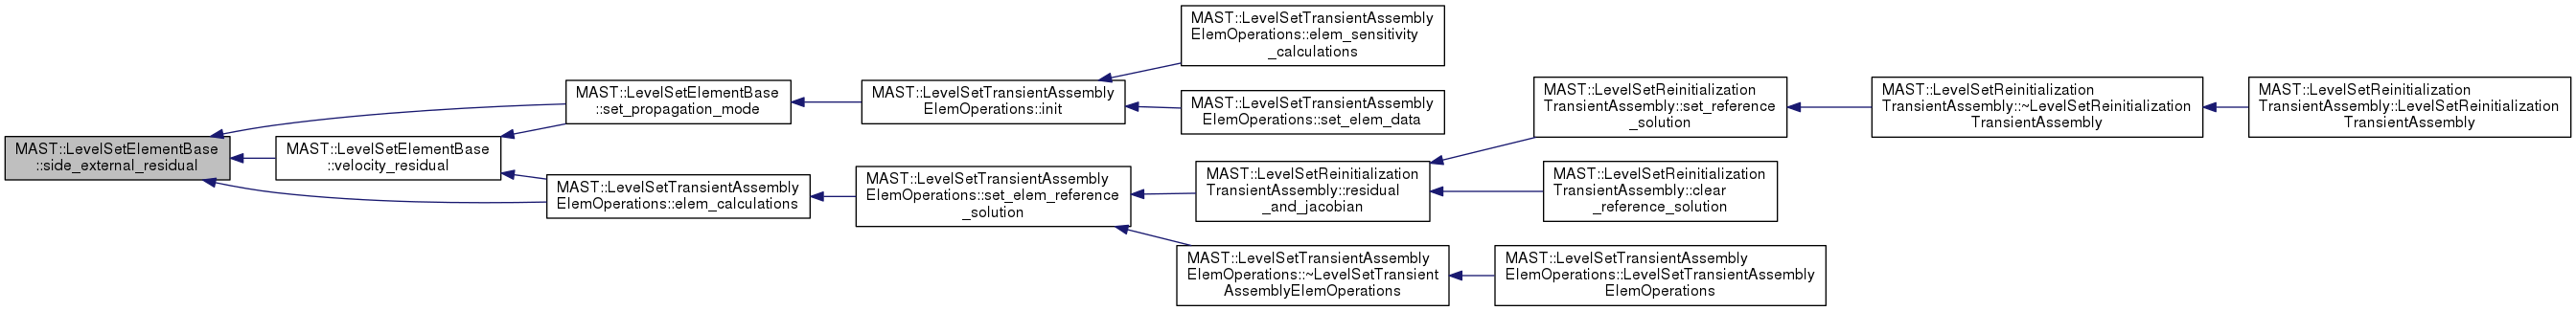 MAST::LevelSetElementBase
::side_external_residual
MAST::LevelSetElementBase
::set_propagation_mode
MAST::LevelSetElementBase
::velocity_residual
MAST::LevelSetTransientAssembly
ElemOperations::elem_calculations
MAST::LevelSetTransientAssembly
ElemOperations::init
MAST::LevelSetTransientAssembly
ElemOperations::set_elem_reference
_solution
MAST::LevelSetTransientAssembly
ElemOperations::elem_sensitivity
_calculations
MAST::LevelSetTransientAssembly
ElemOperations::set_elem_data
MAST::LevelSetReinitialization
TransientAssembly::residual
_and_jacobian
MAST::LevelSetTransientAssembly
ElemOperations::~LevelSetTransient
AssemblyElemOperations
MAST::LevelSetReinitialization
TransientAssembly::set_reference
_solution
MAST::LevelSetReinitialization
TransientAssembly::clear
_reference_solution
MAST::LevelSetTransientAssembly
ElemOperations::LevelSetTransientAssembly
ElemOperations
MAST::LevelSetReinitialization
TransientAssembly::~LevelSetReinitialization
TransientAssembly
MAST::LevelSetReinitialization
TransientAssembly::LevelSetReinitialization
TransientAssembly